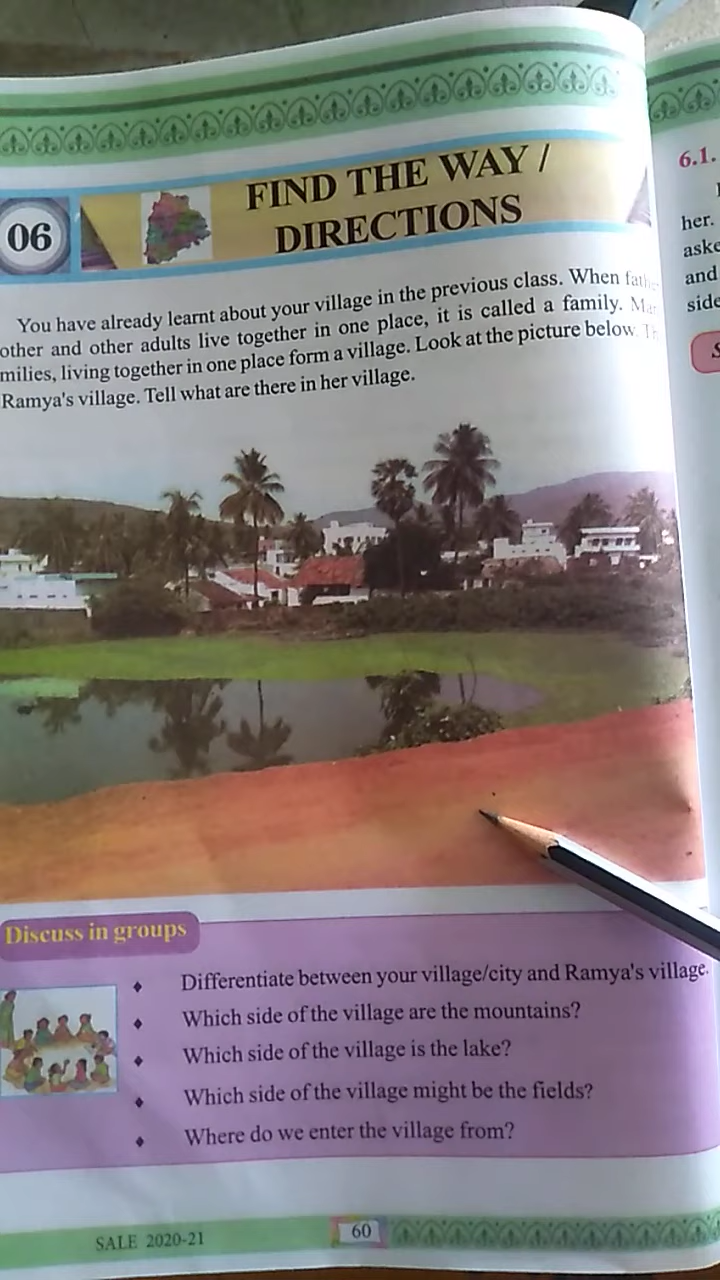 06
FIND THE WAY /
DIRECTIONS
You have already learnt about your village in the previous class. When
other and other adults live together in one place, it is called a family.
milies, living together in one place form a village. Look at the picture below.
Ramya's village. Tell what are there in her village.
Discuss in groups
♦ Differentiate between your village/city and Ramya's village.
♦ Which side of the village are the mountains?
♦ Which side of the village is the lake?
♦ Which side of the village might be the fields?
♦ Where do we enter the village from?
SALE 2020-21
60
6.1.
her.
aske
and
side